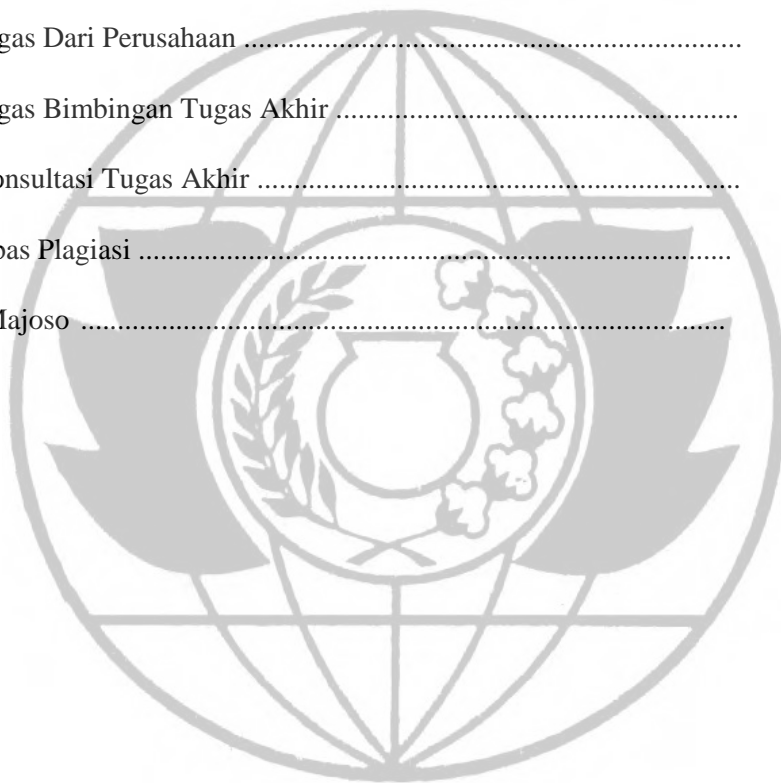 gas Dari Perusahaan ........................................................................
gas Bimbingan Tugas Akhir ..........................................................
onsultasi Tugas Akhir ......................................................................
bas Plagiasi ......................................................................................
Majoso .............................................................................................